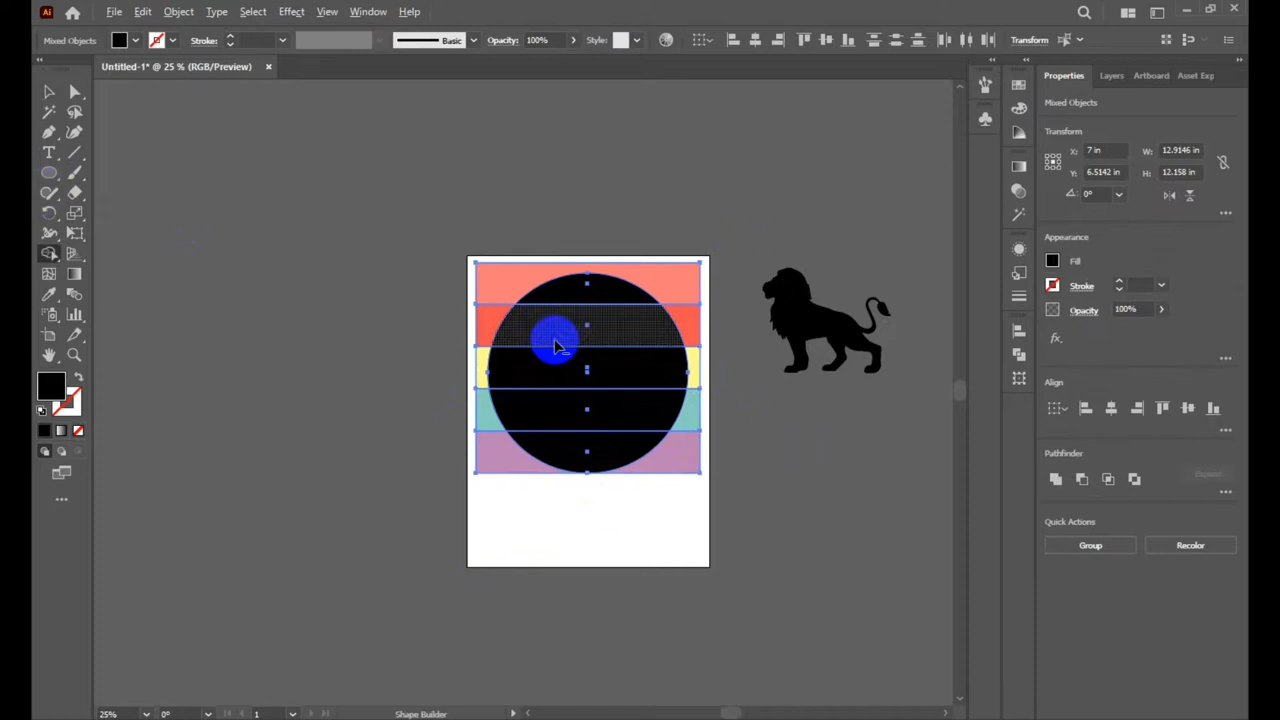 Ai File Edit Object Type Select Effect View Window Help
Mixed Objects Stroke: Basic Opacity: 100% Style: Transform
Untitled-1* @ 25 % (RGB/Preview) ×
Properties Layers Artboard Asset Exp
Mixed Objects
Transform
X: 7 in W: 12.9146 in
Y: 6.5142 in H: 12.158 in
0°
Appearance
Fill
Stroke
Opacity 100%
fx.
Align
Pathfinder
Expand
Quick Actions
Group Recolor
25% 0° 1 Shape Builder